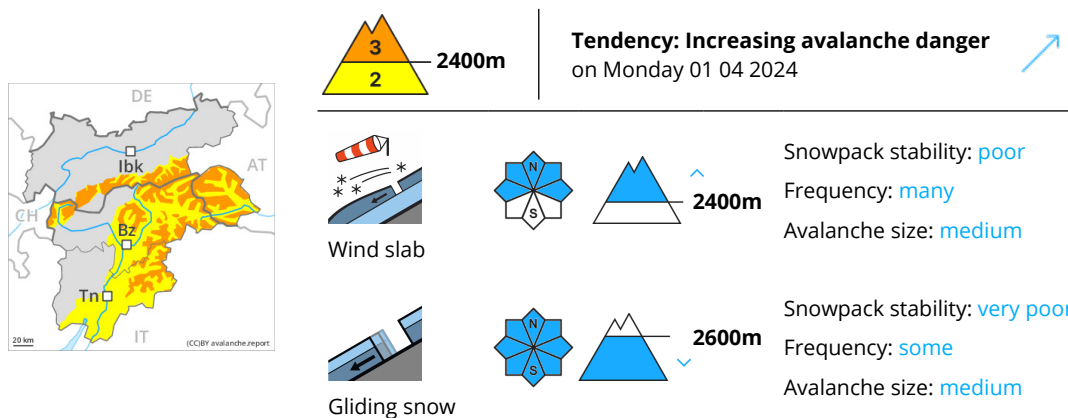 3
2
2400m
Tendency: Increasing avalanche danger
on Monday 01 04 2024
DE
Ibk
AT
CH
Bz
Tn
IT
20 km
(CC)BY avalanche.report
Wind slab
N
S
2400m
Snowpack stability: poor
Frequency: many
Avalanche size: medium
Gliding snow
N
S
2600m
Snowpack stability: very poor
Frequency: some
Avalanche size: medium